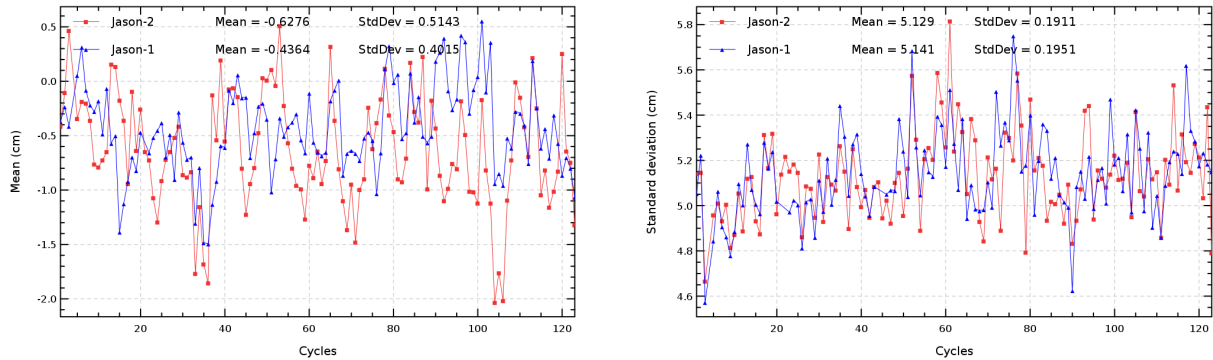 Jason-2 Mean = -0.6276 StdDev = 0.5143
Jason-1 Mean = -0.4364 StdDev = 0.4015
0.5
0.0
-0.5
-1.0
-1.5
-2.0
Mean (cm)
20 40 60 80 100 120
Cycles
Jason-2 Mean = 5.129 StdDev = 0.1911
Jason-1 Mean = 5.141 StdDev = 0.1951
5.8
5.6
5.4
5.2
5.0
4.8
4.6
Standard deviation (cm)
20 40 60 80 100 120
Cycles